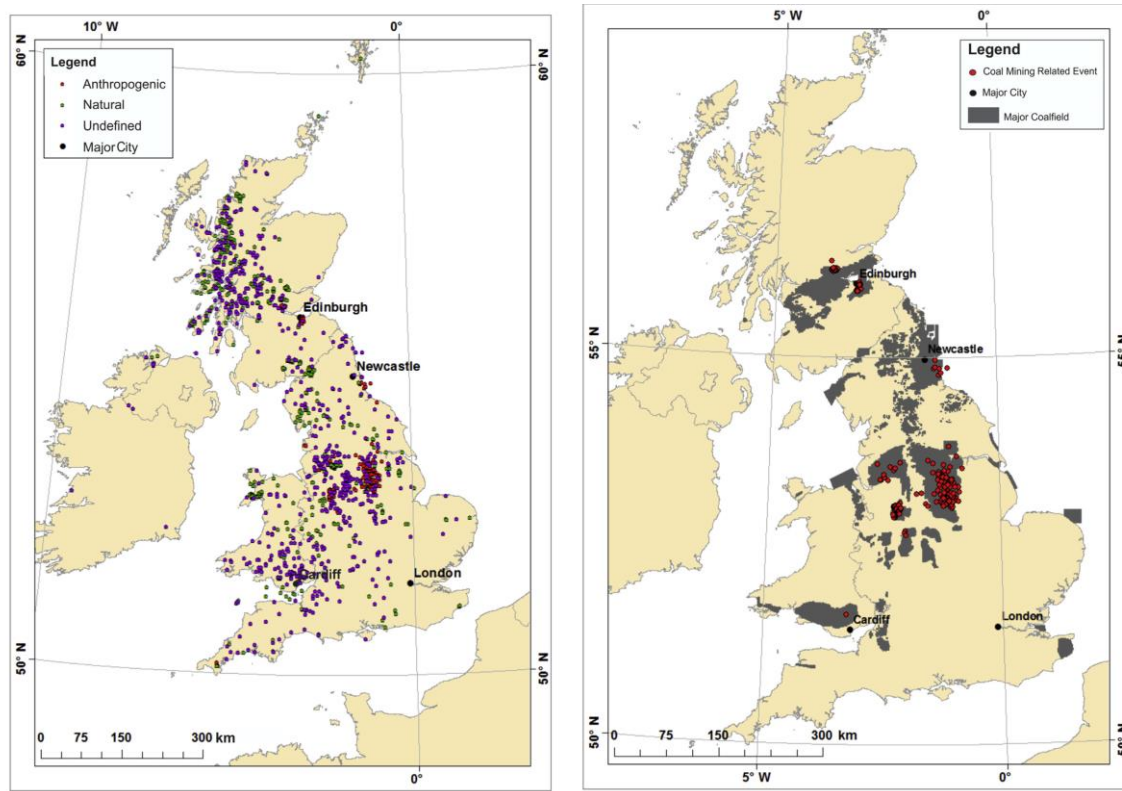 10° W
0°
60° N
60° N
Legend
Anthropogenic
Natural
Undefined
Major City
Edinburgh
Newcastle
Cardiff
London
50° N
50° N
0 75 150 300 km
0°
5° W
0°
Legend
Coal Mining Related Event
Major City
Major Coalfield
Edinburgh
55° N
Newcastle
55° N
Cardiff
London
50° N
50° N
0 75 150 300 km
5° W
0°